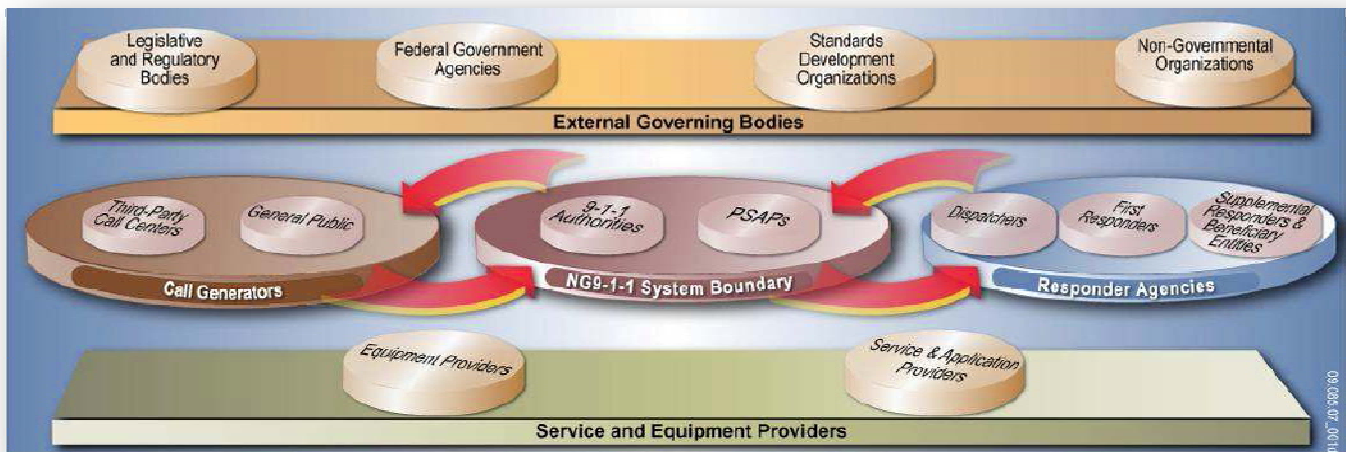 Legislative
and Regulatory
Bodies
Federal Government
Agencies
Standards
Development
Organizations
Non-Governmental
Organizations
External Governing Bodies
Third-Party
Call Centers
General Public
Call Generators
9-1-1
Authorities
PSAPs
NG9-1-1 System Boundary
Dispatchers
First
Responders
Supplemental
Responders &
Beneficiary
Entities
Responder Agencies
Equipment Providers
Service & Application
Providers
Service and Equipment Providers